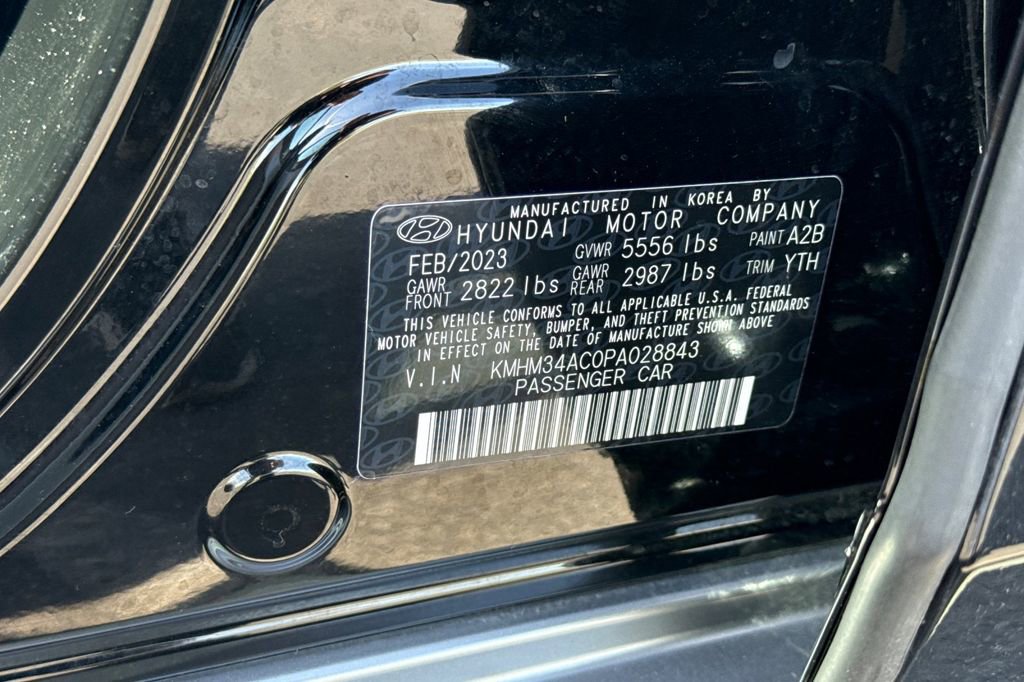 MANUFACTURED IN KOREA BY
HYUNDAI MOTOR COMPANY
FEB/2023 GVWR 5556 lbs PAINT A2B
GAWR FRONT 2822 lbs GAWR REAR 2987 lbs TRIM YTH
THIS VEHICLE CONFORMS TO ALL APPLICABLE U.S.A. FEDERAL
MOTOR VEHICLE SAFETY, BUMPER, AND THEFT PREVENTION STANDARDS
IN EFFECT ON THE DATE OF MANUFACTURE SHOWN ABOVE
V.I.N KMHM34AC0PA028843
PASSENGER CAR